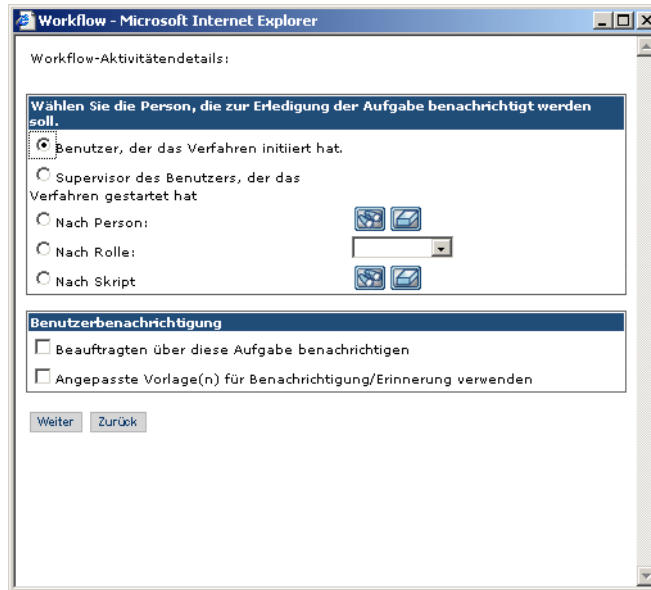 Workflow - Microsoft Internet Explorer
Workflow-Aktivitätendetails:
Wählen Sie die Person, die zur Erledigung der Aufgabe benachrichtigt werden
soll.
Benutzer, der das Verfahren initiiert hat.
Supervisor des Benutzers, der das
Verfahren gestartet hat
Nach Person:
Nach Rolle:
Nach Skript
Benutzerbenachrichtigung
Beauftragten über diese Aufgabe benachrichtigen
Angepasste Vorlage(n) für Benachrichtigung/Erinnerung verwenden
Weiter Zurück